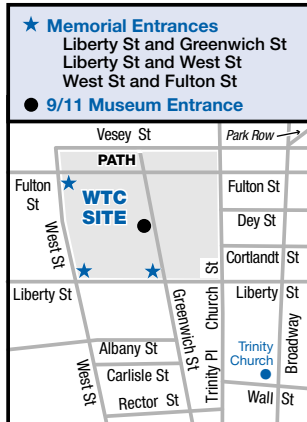 Memorial Entrances
Liberty St and Greenwich St
Liberty St and West St
West St and Fulton St
9/11 Museum Entrance
Vesey St
Park Row
PATH
Fulton
St
WTC
SITE
Fulton St
Dey St
West St
Cortlandt St
Liberty St
Greenwich St
Church St
Liberty St
Trinity Pl
Broadway
Albany St
Trinity
Church
West St
Carlisle St
Rector St
Wall St